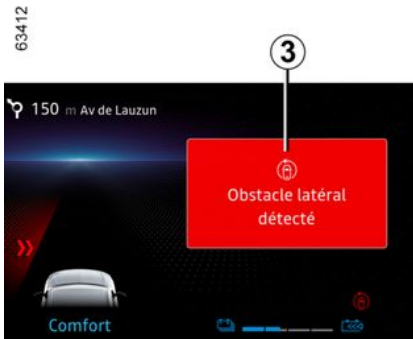 63412
3
150 m Av de Lauzun
Obstacle latéral
détecté
Comfort